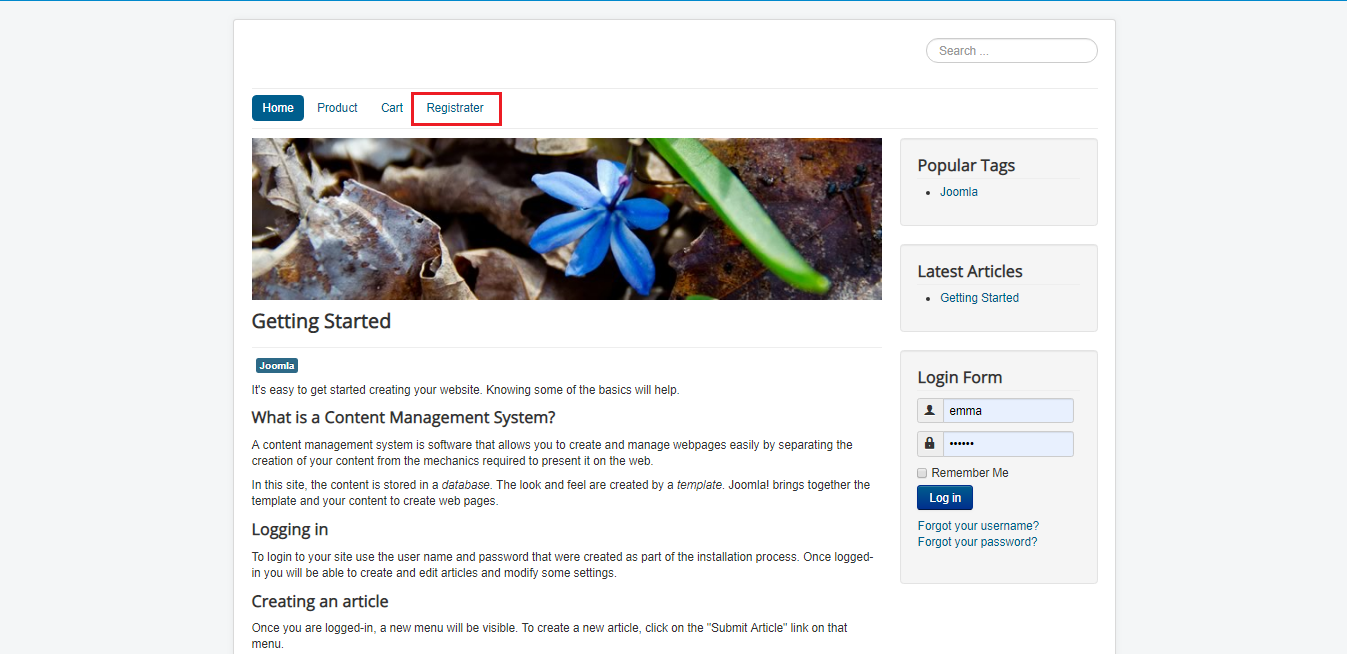 Search ...
Home Product Cart Registrater
Getting Started
Joomla
It's easy to get started creating your website. Knowing some of the basics will help.
What is a Content Management System?
A content management system is software that allows you to create and manage webpages easily by separating the
creation of your content from the mechanics required to present it on the web.
In this site, the content is stored in a database. The look and feel are created by a template. Joomla! brings together the
template and your content to create web pages.
Logging in
To login to your site use the user name and password that were created as part of the installation process. Once logged-
in you will be able to create and edit articles and modify some settings.
Creating an article
Once you are logged-in, a new menu will be visible. To create a new article, click on the "Submit Article" link on that
menu.
Popular Tags
Joomla
Latest Articles
Getting Started
Login Form
emma
••••••
Remember Me
Log in
Forgot your username?
Forgot your password?